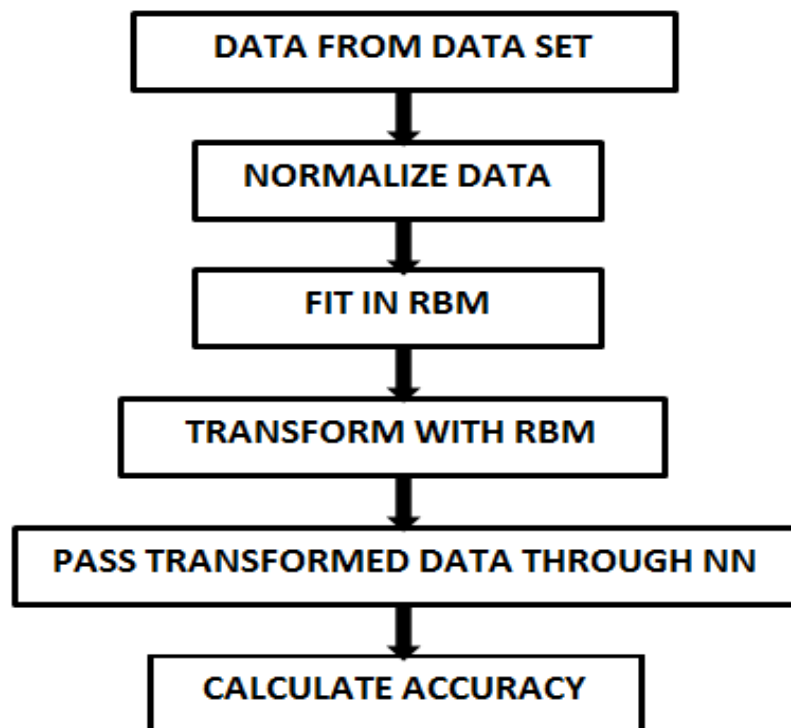 DATA FROM DATA SET
NORMALIZE DATA
FIT IN RBM
TRANSFORM WITH RBM
PASS TRANSFORMED DATA THROUGH NN
CALCULATE ACCURACY